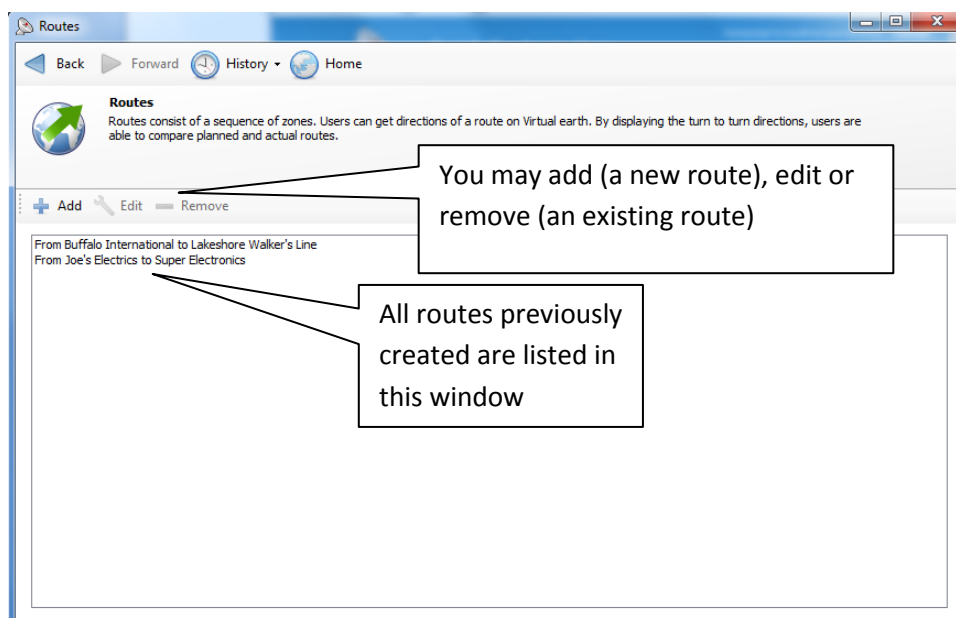 Routes
Back Forward History Home
Routes
Routes consist of a sequence of zones. Users can get directions of a route on Virtual earth. By displaying the turn to turn directions, users are
able to compare planned and actual routes.
You may add (a new route), edit or
remove (an existing route)
Add Edit Remove
From Buffalo International to Lakeshore Walker's Line
From Joe's Electrics to Super Electronics
All routes previously
created are listed in
this window